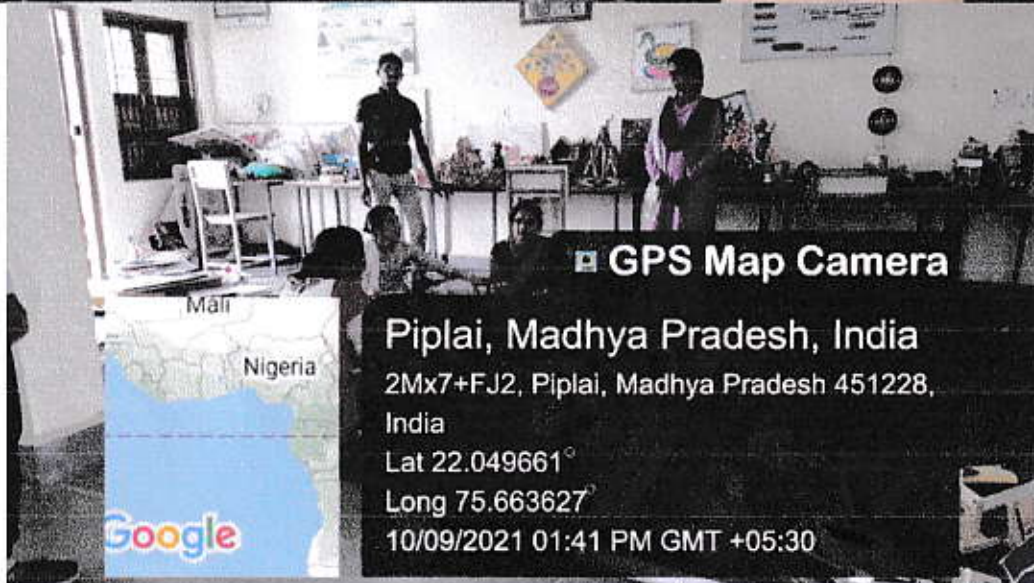 GPS Map Camera
Mali
Nigeria
Google
Piplai, Madhya Pradesh, India
2Mx7+FJ2, Piplai, Madhya Pradesh 451228,
India
Lat 22.049661°
Long 75.663627°
10/09/2021 01:41 PM GMT +05:30